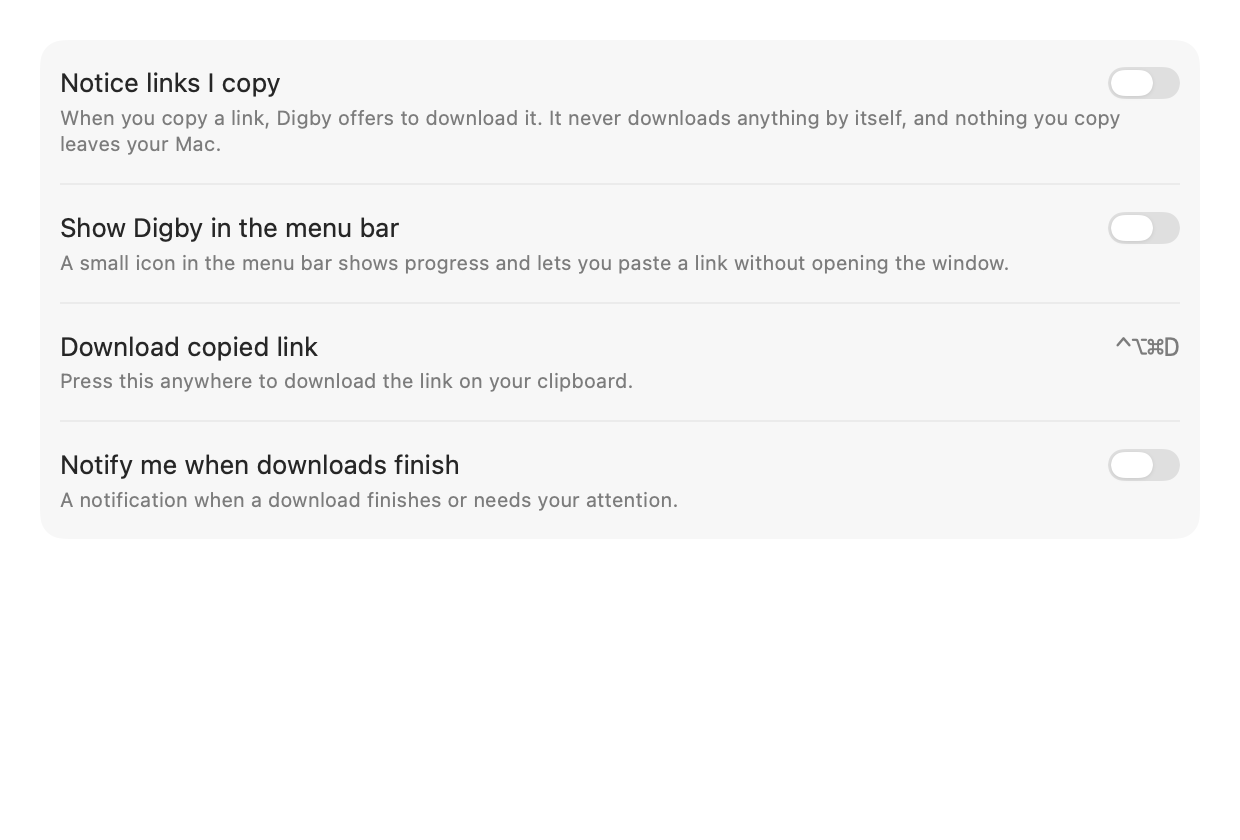 Notice links I copy
When you copy a link, Digby offers to download it. It never downloads anything by itself, and nothing you copy
leaves your Mac.
Show Digby in the menu bar
A small icon in the menu bar shows progress and lets you paste a link without opening the window.
Download copied link
^⌥⌘D
Press this anywhere to download the link on your clipboard.
Notify me when downloads finish
A notification when a download finishes or needs your attention.